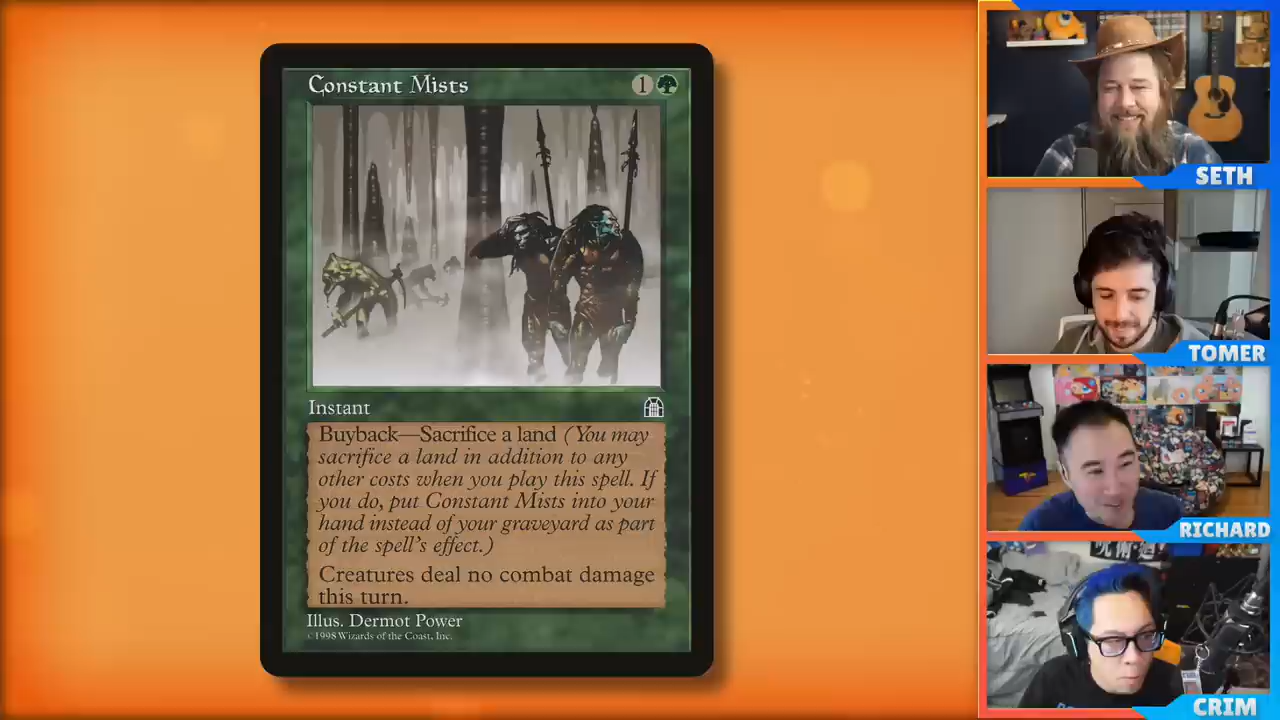 Constant Mists 1
Instant
Buyback—Sacrifice a land (You may
sacrifice a land in addition to any
other costs when you play this spell. If
you do, put Constant Mists into your
hand instead of your graveyard as part
of the spell's effect.)
Creatures deal no combat damage
this turn.
Illus. Dermot Power
©1998 Wizards of the Coast, Inc.
SETH
TOMER
RICHARD
CRIM